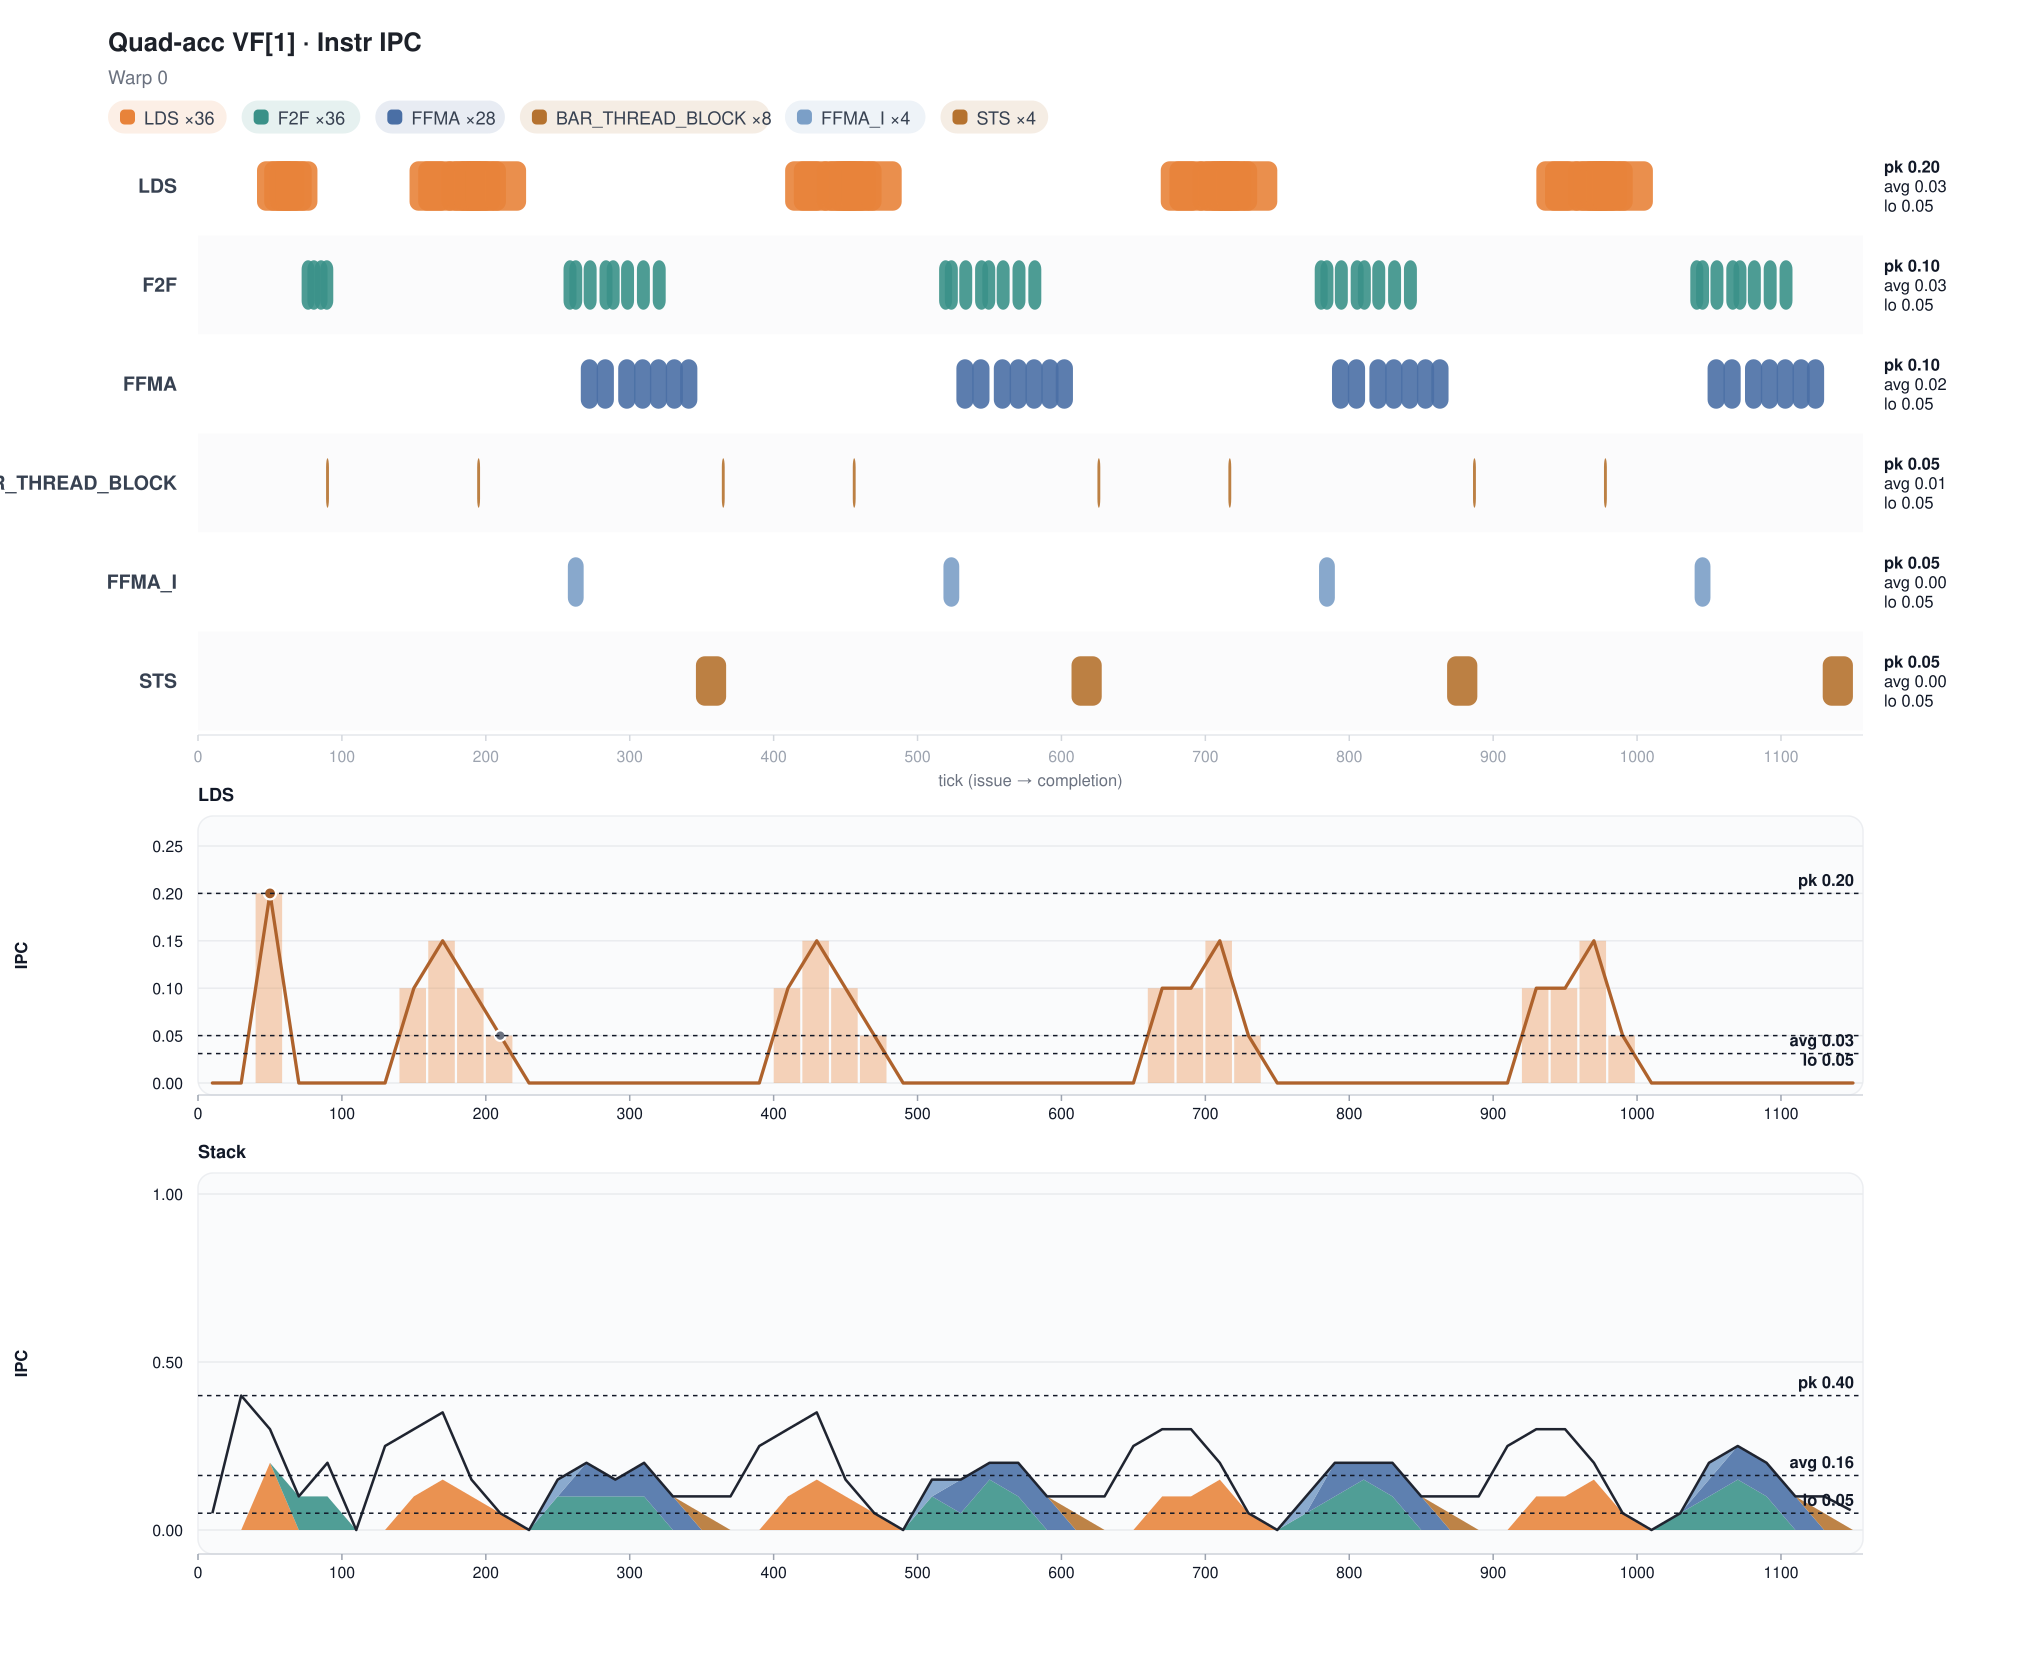 Quad-acc VF[1] · Instr IPC
Warp 0
LDS ×36
F2F ×36
FFMA ×28
BAR_THREAD_BLOCK ×8
FFMA_I ×4
STS ×4
LDS
pk 0.20
avg 0.03
lo 0.05
F2F
pk 0.10
avg 0.03
lo 0.05
FFMA
pk 0.10
avg 0.02
lo 0.05
R_THREAD_BLOCK
pk 0.05
avg 0.01
lo 0.05
FFMA_I
pk 0.05
avg 0.00
lo 0.05
STS
pk 0.05
avg 0.00
lo 0.05
0 100 200 300 400 500 600 700 800 900 1000 1100
tick (issue → completion)
LDS
IPC
0.25
0.20
0.15
0.10
0.05
0.00
pk 0.20
avg 0.03
lo 0.05
0 100 200 300 400 500 600 700 800 900 1000 1100
Stack
IPC
1.00
0.50
0.00
pk 0.40
avg 0.16
lo 0.05
0 100 200 300 400 500 600 700 800 900 1000 1100